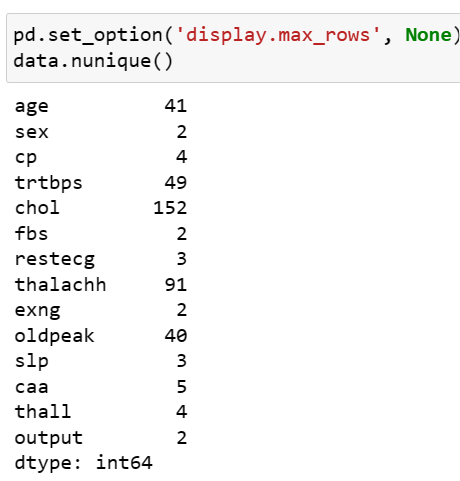 pd.set_option('display.max_rows', None)
data.nunique()
age 41
sex 2
cp 4
trtbps 49
chol 152
fbs 2
restecg 3
thalachh 91
exng 2
oldpeak 40
slp 3
caa 5
thall 4
output 2
dtype: int64